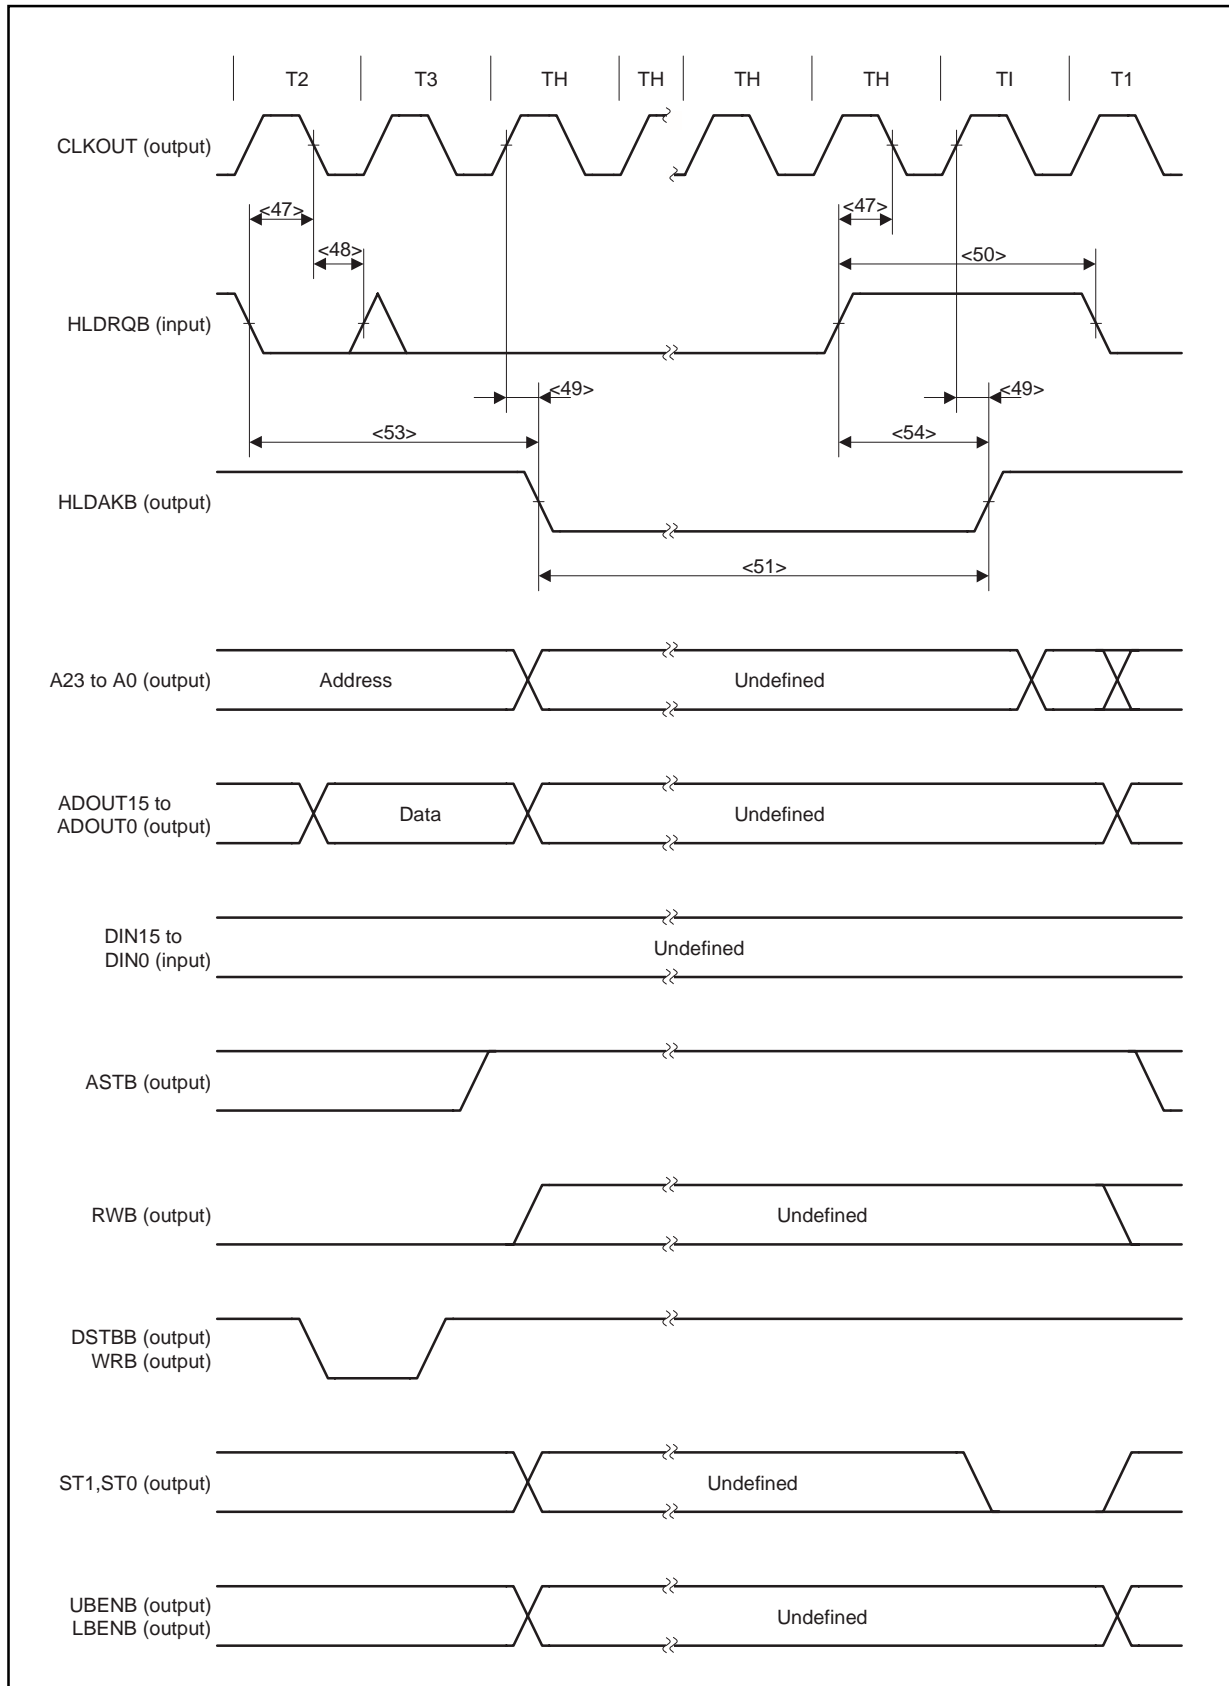 T2 T3 TH TH TH TH TI T1
CLKOUT (output)
<47> <47>
<48> <50>
HLDRQB (input)
<49> <49>
<53> <54>
HLDAKB (output)
<51>
A23 to A0 (output) Address Undefined
ADOUT15 to
ADOUT0 (output) Data Undefined
DIN15 to
DIN0 (input) Undefined
ASTB (output)
RWB (output) Undefined
DSTBB (output)
WRB (output)
ST1,ST0 (output) Undefined
UBENB (output)
LBENB (output) Undefined